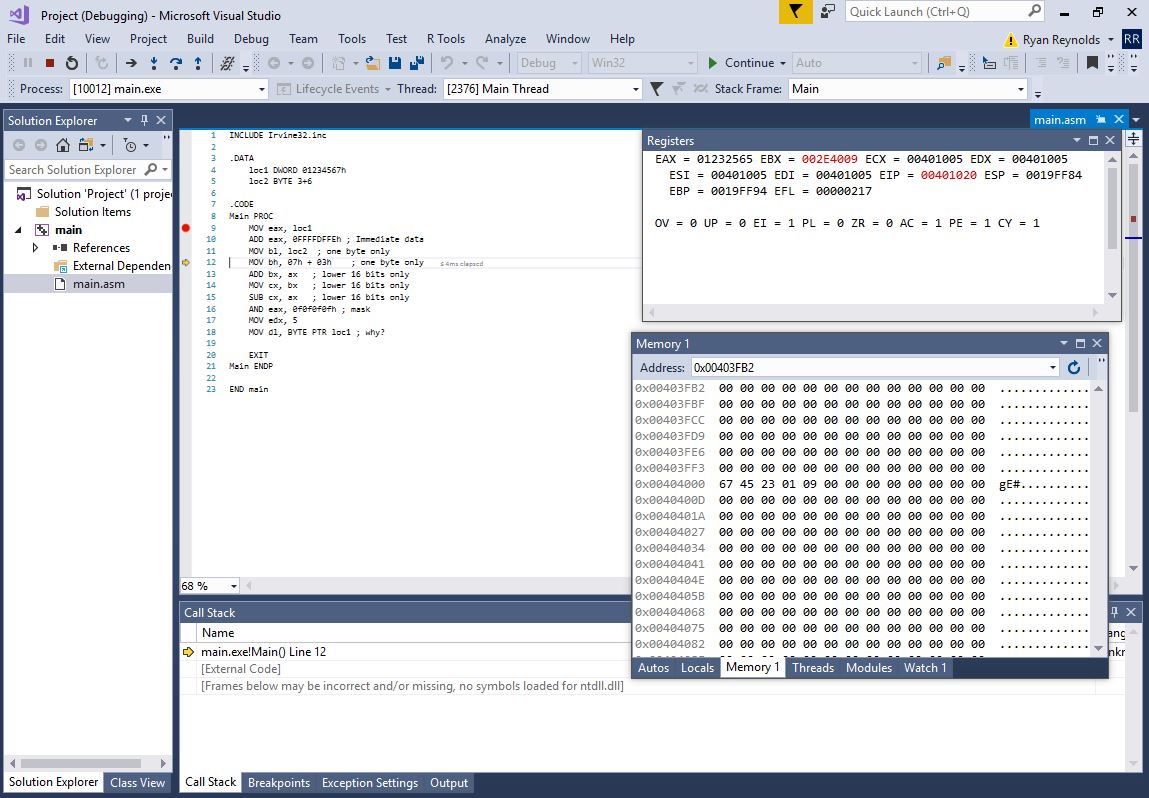 Project (Debugging) - Microsoft Visual Studio
Quick Launch (Ctrl+Q)
File Edit View Project Build Debug Team Tools Test R Tools Analyze Window Help
Ryan Reynolds RR
Debug Win32 Continue Auto
Process: [10012] main.exe Lifecycle Events Thread: [2376] Main Thread Stack Frame: Main
Solution Explorer
Search Solution Explorer
Solution 'Project' (1 proje
Solution Items
main
References
External Dependen
main.asm
Solution Explorer Class View
main.asm
1 INCLUDE Irvine32.inc
2
3 .DATA
4 loc1 DWORD 01234567h
5 loc2 BYTE 3+6
6
7 .CODE
8 Main PROC
9 MOV eax, loc1
10 ADD eax, 0FFFFDFFEh ; Immediate data
11 MOV bl, loc2 ; one byte only
12 MOV bh, 07h + 03h ; one byte only ≤ 4ms elapsed
13 ADD bx, ax ; lower 16 bits only
14 MOV cx, bx ; lower 16 bits only
15 SUB cx, ax ; lower 16 bits only
16 AND eax, 0f0f0f0fh ; mask
17 MOV edx, 5
18 MOV dl, BYTE PTR loc1 ; why?
19
20 EXIT
21 Main ENDP
22
23 END main
68 %
Registers
EAX = 01232565 EBX = 002E4009 ECX = 00401005 EDX = 00401005
ESI = 00401005 EDI = 00401005 EIP = 00401020 ESP = 0019FF84
EBP = 0019FF94 EFL = 00000217
OV = 0 UP = 0 EI = 1 PL = 0 ZR = 0 AC = 1 PE = 1 CY = 1
Memory 1
Address: 0x00403FB2
0x00403FB2 00 00 00 00 00 00 00 00 00 00 00 00 00 .............
0x00403FBF 00 00 00 00 00 00 00 00 00 00 00 00 00 .............
0x00403FCC 00 00 00 00 00 00 00 00 00 00 00 00 00 .............
0x00403FD9 00 00 00 00 00 00 00 00 00 00 00 00 00 .............
0x00403FE6 00 00 00 00 00 00 00 00 00 00 00 00 00 .............
0x00403FF3 00 00 00 00 00 00 00 00 00 00 00 00 00 .............
0x00404000 67 45 23 01 09 00 00 00 00 00 00 00 00 gE#..........
0x0040400D 00 00 00 00 00 00 00 00 00 00 00 00 00 .............
0x0040401A 00 00 00 00 00 00 00 00 00 00 00 00 00 .............
0x00404027 00 00 00 00 00 00 00 00 00 00 00 00 00 .............
0x00404034 00 00 00 00 00 00 00 00 00 00 00 00 00 .............
0x00404041 00 00 00 00 00 00 00 00 00 00 00 00 00 .............
0x0040404E 00 00 00 00 00 00 00 00 00 00 00 00 00 .............
0x0040405B 00 00 00 00 00 00 00 00 00 00 00 00 00 .............
0x00404068 00 00 00 00 00 00 00 00 00 00 00 00 00 .............
0x00404075 00 00 00 00 00 00 00 00 00 00 00 00 00 .............
0x00404082 00 00 00 00 00 00 00 00 00 00 00 00 00 .............
Autos Locals Memory 1 Threads Modules Watch 1
Call Stack
Name
main.exe!Main() Line 12
[External Code]
[Frames below may be incorrect and/or missing, no symbols loaded for ntdll.dll]
Call Stack Breakpoints Exception Settings Output